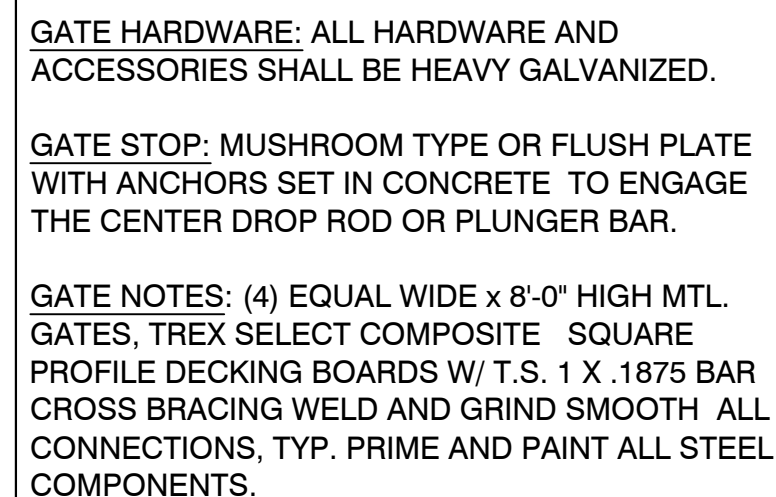 GATE HARDWARE: ALL HARDWARE AND
ACCESSORIES SHALL BE HEAVY GALVANIZED.
GATE STOP: MUSHROOM TYPE OR FLUSH PLATE
WITH ANCHORS SET IN CONCRETE TO ENGAGE
THE CENTER DROP ROD OR PLUNGER BAR.
GATE NOTES: (4) EQUAL WIDE x 8'-0" HIGH MTL.
GATES, TREX SELECT COMPOSITE SQUARE
PROFILE DECKING BOARDS W/ T.S. 1 X .1875 BAR
CROSS BRACING WELD AND GRIND SMOOTH ALL
CONNECTIONS, TYP. PRIME AND PAINT ALL STEEL
COMPONENTS.